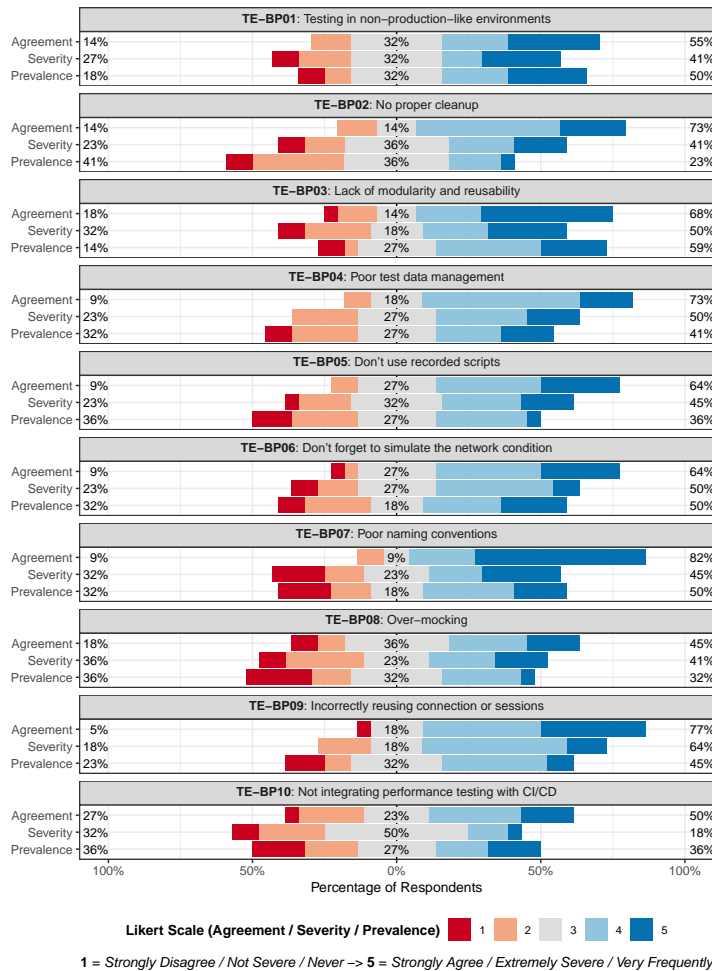 TE−BP01: Testing in non−production−like environments
Agreement 14% 32% 55%
Severity 27% 32% 41%
Prevalence 18% 32% 50%
TE−BP02: No proper cleanup
Agreement 14% 14% 73%
Severity 23% 36% 41%
Prevalence 41% 36% 23%
TE−BP03: Lack of modularity and reusability
Agreement 18% 14% 68%
Severity 32% 18% 50%
Prevalence 14% 27% 59%
TE−BP04: Poor test data management
Agreement 9% 18% 73%
Severity 23% 27% 50%
Prevalence 32% 27% 41%
TE−BP05: Don't use recorded scripts
Agreement 9% 27% 64%
Severity 23% 32% 45%
Prevalence 36% 27% 36%
TE−BP06: Don't forget to simulate the network condition
Agreement 9% 27% 64%
Severity 23% 27% 50%
Prevalence 32% 18% 50%
TE−BP07: Poor naming conventions
Agreement 9% 9% 82%
Severity 32% 23% 45%
Prevalence 32% 18% 50%
TE−BP08: Over−mocking
Agreement 18% 36% 45%
Severity 36% 23% 41%
Prevalence 36% 32% 32%
TE−BP09: Incorrectly reusing connection or sessions
Agreement 5% 18% 77%
Severity 18% 18% 64%
Prevalence 23% 32% 45%
TE−BP10: Not integrating performance testing with CI/CD
Agreement 27% 23% 50%
Severity 32% 50% 18%
Prevalence 36% 27% 36%
100% 50% 0% 50% 100%
Percentage of Respondents
Likert Scale (Agreement / Severity / Prevalence) 1 2 3 4 5
1 = Strongly Disagree / Not Severe / Never −> 5 = Strongly Agree / Extremely Severe / Very Frequently